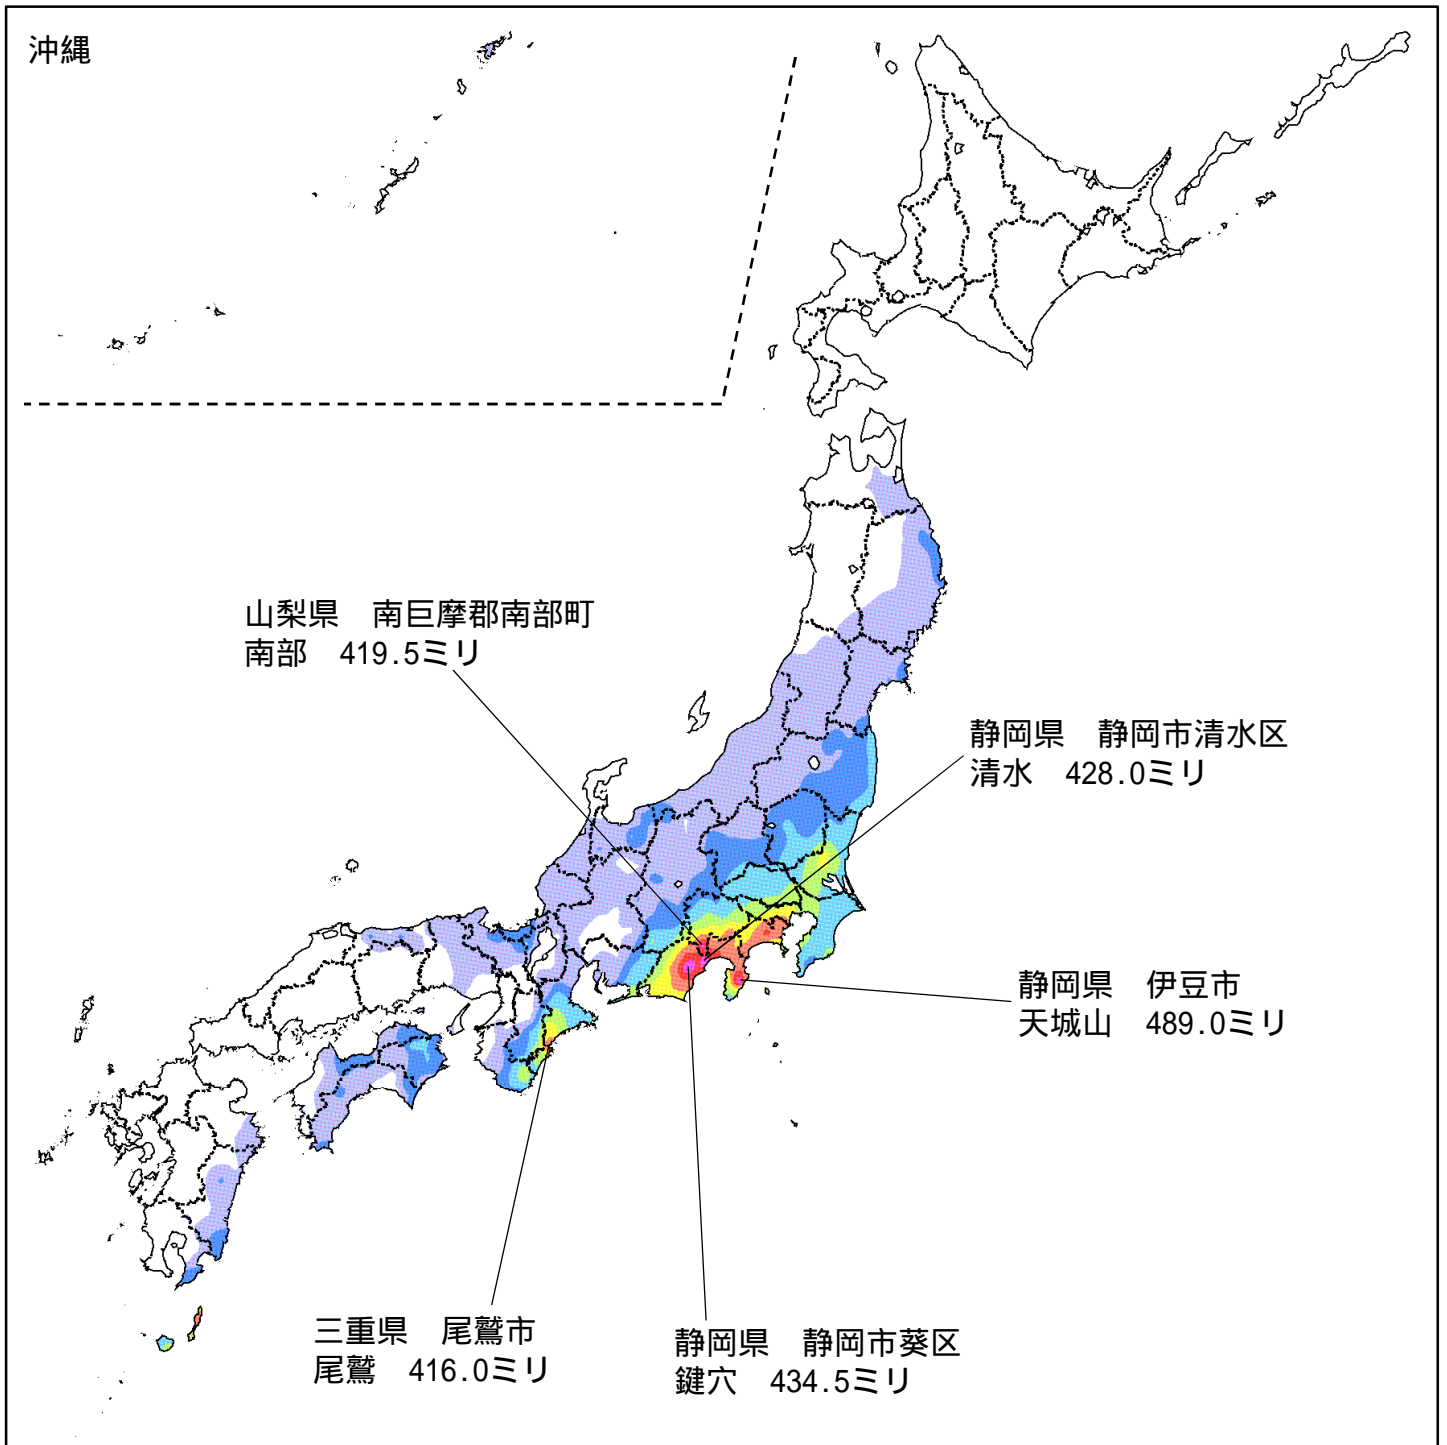 沖縄
山梨県　南巨摩郡南部町
南部　419.5ミリ
静岡県　静岡市清水区
清水　428.0ミリ
静岡県　伊豆市
天城山　489.0ミリ
三重県　尾鷲市
尾鷲　416.0ミリ
静岡県　静岡市葵区
鍵穴　434.5ミリ